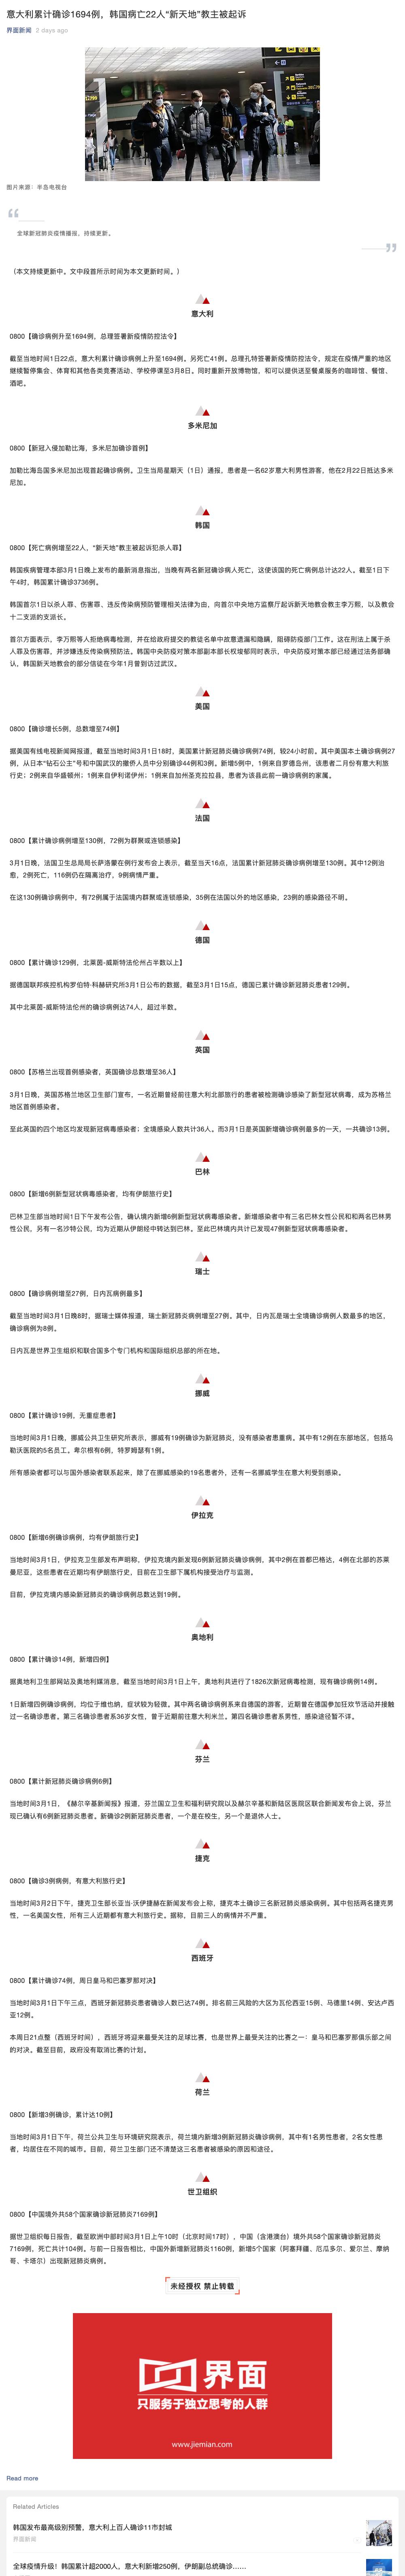 意大利累计确诊1694例，韩国病亡22人“新天地”教主被起诉
界面新闻 2 days ago
图片来源：半岛电视台
全球新冠肺炎疫情播报，持续更新。
（本文持续更新中。文中段首所示时间为本文更新时间。）
意大利
0800【确诊病例升至1694例，总理签署新疫情防控法令】
截至当地时间1日22点，意大利累计确诊病例上升至1694例。另死亡41例。总理孔特签署新疫情防控法令，规定在疫情严重的地区
继续暂停集会、体育和其他各类竞赛活动、学校停课至3月8日。同时重新开放博物馆，和可以提供送至餐桌服务的咖啡馆、餐馆、
酒吧。
多米尼加
0800【新冠入侵加勒比海，多米尼加确诊首例】
加勒比海岛国多米尼加出现首起确诊病例。卫生当局星期天（1日）通报，患者是一名62岁意大利男性游客，他在2月22日抵达多米
尼加。
韩国
0800【死亡病例增至22人，“新天地”教主被起诉犯杀人罪】
韩国疾病管理本部3月1日晚上发布的最新消息指出，当晚有两名新冠确诊病人死亡，这使该国的死亡病例总计达22人。截至1日下
午4时，韩国累计确诊3736例。
韩国首尔1日以杀人罪、伤害罪、违反传染病预防管理相关法律为由，向首尔中央地方监察厅起诉新天地教会教主李万熙，以及教会
十二支派的支派长。
首尔方面表示，李万熙等人拒绝病毒检测，并在给政府提交的教徒名单中故意遗漏和隐瞒，阻碍防疫部门工作。这在刑法上属于杀
人罪及伤害罪，并涉嫌违反传染病预防法。韩国中央防疫对策本部副本部长权埈郁同时表示，中央防疫对策本部已经通过法务部确
认，韩国新天地教会的部分信徒在今年1月曾到访过武汉。
美国
0800【确诊增长5例，总数增至74例】
据美国有线电视新闻网报道，截至当地时间3月1日18时，美国累计新冠肺炎确诊病例74例，较24小时前。其中美国本土确诊病例27
例，从日本“钻石公主”号和中国武汉的撤侨人员中分别确诊44例和3例。新增5例中，1例来自罗德岛州，该患者二月份有意大利旅
行史；2例来自华盛顿州；1例来自伊利诺伊州；1例来自加州圣克拉拉县，患者为该县此前一确诊病例的家属。
法国
0800【累计确诊病例增至130例，72例为群聚或连锁感染】
3月1日晚，法国卫生总局局长萨洛蒙在例行发布会上表示，截至当天16点，法国累计新冠肺炎确诊病例增至130例。其中12例治
愈，2例死亡，116例仍在隔离治疗，9例病情严重。
在这130例确诊病例中，有72例属于法国境内群聚或连锁感染，35例在法国以外的地区感染，23例的感染路径不明。
德国
0800【累计确诊129例，北莱茵-威斯特法伦州占半数以上】
据德国联邦疾控机构罗伯特·科赫研究所3月1日公布的数据，截至3月1日15点，德国已累计确诊新冠肺炎患者129例。
其中北莱茵-威斯特法伦州的确诊病例达74人，超过半数。
英国
0800【苏格兰出现首例感染者，英国确诊总数增至36人】
3月1日晚，英国苏格兰地区卫生部门宣布，一名近期曾经前往意大利北部旅行的患者被检测确诊感染了新型冠状病毒，成为苏格兰
地区首例感染者。
至此英国的四个地区均发现新冠病毒感染者；全境感染人数共计36人。而3月1日是英国新增确诊病例最多的一天，一共确诊13例。
巴林
0800【新增6例新型冠状病毒感染者，均有伊朗旅行史】
巴林卫生部当地时间1日下午发布公告，确认境内新增6例新型冠状病毒感染者。新增感染者中有三名巴林女性公民和和两名巴林男
性公民，另有一名沙特公民，均为近期从伊朗经中转达到巴林。至此巴林境内共计已发现47例新型冠状病毒感染者。
瑞士
0800【确诊病例增至27例，日内瓦病例最多】
截至当地时间3月1日晚8时，据瑞士媒体报道，瑞士新冠肺炎病例增至27例。其中，日内瓦是瑞士全境确诊病例人数最多的地区，
确诊病例为8例。
日内瓦是世界卫生组织和联合国多个专门机构和国际组织总部的所在地。
挪威
0800【累计确诊19例，无重症患者】
当地时间3月1日晚，挪威公共卫生研究所表示，挪威有19例确诊为新冠肺炎，没有感染者患重病。其中有12例在东部地区，包括乌
勒沃医院的5名员工。卑尔根有6例，特罗姆瑟有1例。
所有感染者都可以与国外感染者联系起来，除了在挪威感染的19名患者外，还有一名挪威学生在意大利受到感染。
伊拉克
0800【新增6例确诊病例，均有伊朗旅行史】
当地时间3月1日，伊拉克卫生部发布声明称，伊拉克境内新发现6例新冠肺炎确诊病例，其中2例在首都巴格达，4例在北部的苏莱
曼尼亚，这些患者在近期均有伊朗旅行史，目前在卫生部下属机构接受治疗与监测。
目前，伊拉克境内感染新冠肺炎的确诊病例总数达到19例。
奥地利
0800【累计确诊14例，新增四例】
据奥地利卫生部网站及奥地利媒消息，截至当地时间3月1日上午，奥地利共进行了1826次新冠病毒检测，现有确诊病例14例。
1日新增四例确诊病例，均位于维也纳，症状较为轻微。其中两名确诊病例系来自德国的游客，近期曾在德国参加狂欢节活动并接触
过一名确诊患者。第三名确诊患者系36岁女性，曾于近期前往意大利米兰。第四名确诊患者系男性，感染途径暂不详。
芬兰
0800【累计新冠肺炎确诊病例6例】
当地时间3月1日，《赫尔辛基新闻报》报道，芬兰国立卫生和福利研究院以及赫尔辛基和新陆区医院区联合新闻发布会上说，芬兰
现已确认有6例新冠肺炎患者。新确诊2例新冠肺炎患者，一个是在校生，另一个是退休人士。
捷克
0800【确诊3例病例，有意大利旅行史】
当地时间3月2日下午，捷克卫生部长亚当·沃伊捷赫在新闻发布会上称，捷克本土确诊三名新冠肺炎感染病例。其中包括两名捷克男
性，一名美国女性，所有三人近期都有意大利旅行史。据称，目前三人的病情并不严重。
西班牙
0800【累计确诊74例，周日皇马和巴塞罗那对决】
当地时间3月1日下午三点，西班牙新冠肺炎患者确诊人数已达74例。排名前三风险的大区为瓦伦西亚15例，马德里14例，安达卢西
亚12例。
本周日21点整（西班牙时间），西班牙将迎来最受关注的足球比赛，也是世界上最受关注的比赛之一：皇马和巴塞罗那俱乐部之间
的对决。截至目前，政府没有取消比赛的计划。
荷兰
0800【新增3例确诊，累计达10例】
当地时间3月1日下午，荷兰公共卫生与环境研究院表示，荷兰境内新增3例新冠肺炎确诊病例，其中有1名男性患者，2名女性患
者，均居住在不同的城市。目前，荷兰卫生部门还不清楚这三名患者被感染的原因和途径。
世卫组织
0800【中国境外共58个国家确诊新冠肺炎7169例】
据世卫组织每日报告，截至欧洲中部时间3月1日上午10时（北京时间17时），中国（含港澳台）境外共58个国家确诊新冠肺炎
7169例，死亡共计104例。与前一日报告相比，中国外新增新冠肺炎1160例，新增5个国家（阿塞拜疆、厄瓜多尔、爱尔兰、摩纳
哥、卡塔尔）出现新冠肺炎病例。
未经授权 禁止转载
界面
只服务于独立思考的人群
www.jiemian.com
Read more
Related Articles
韩国发布最高级别预警，意大利上百人确诊11市封城
界面新闻
全球疫情升级！韩国累计超2000人，意大利新增250例，伊朗副总统确诊……